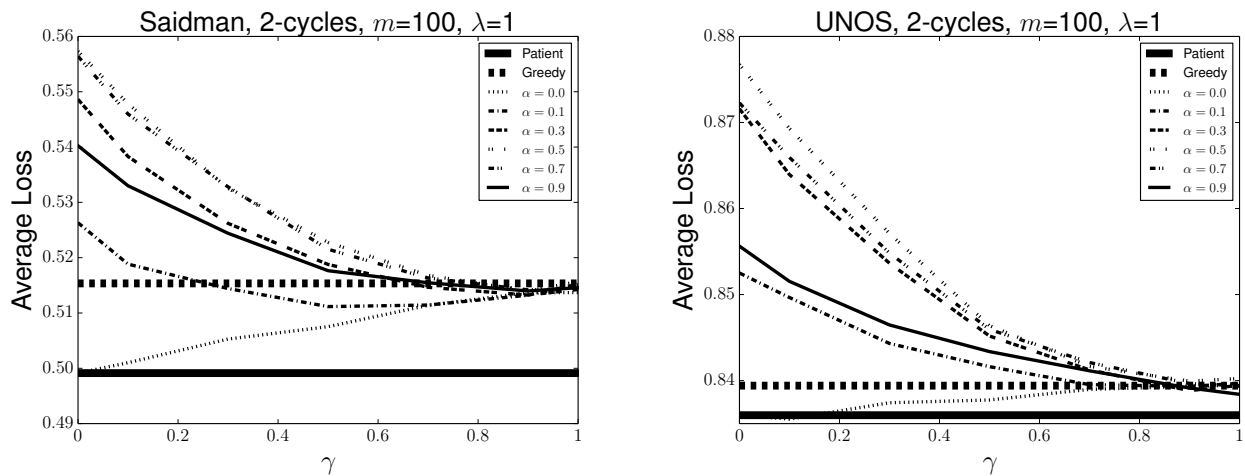 Saidman, 2-cycles, m=100, λ=1
Average Loss
0.56
0.55
0.54
0.53
0.52
0.51
0.50
0.49
0
0.2
0.4
0.6
0.8
1
γ
Patient
Greedy
α = 0.0
α = 0.1
α = 0.3
α = 0.5
α = 0.7
α = 0.9
UNOS, 2-cycles, m=100, λ=1
Average Loss
0.88
0.87
0.86
0.85
0.84
0
0.2
0.4
0.6
0.8
1
γ
Patient
Greedy
α = 0.0
α = 0.1
α = 0.3
α = 0.5
α = 0.7
α = 0.9